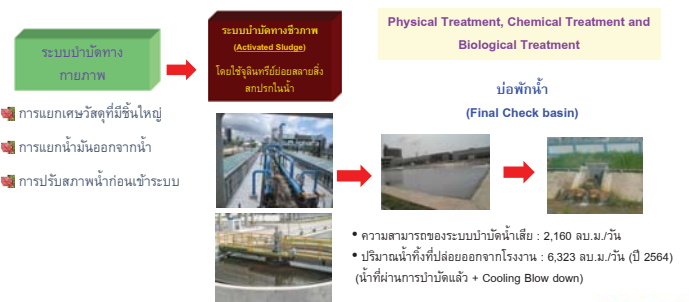 ระบบบำบัดทาง
กายภาพ
การแยกเศษวัสดุที่มีชิ้นใหญ่
การแยกน้ำมันออกจากน้ำ
การปรับสภาพน้ำก่อนเข้าระบบ
ระบบบำบัดทางชีวภาพ
(Activated Sludge)
โดยใช้จุลินทรีย์ย่อยสลายสิ่ง
สกปรกในน้ำ
Physical Treatment, Chemical Treatment and
Biological Treatment
บ่อพักน้ำ
(Final Check basin)
• ความสามารถของระบบบำบัดน้ำเสีย : 2,160 ลบ.ม./วัน
• ปริมาณน้ำทิ้งที่ปล่อยออกจากโรงงาน : 6,323 ลบ.ม./วัน (ปี 2564)
(น้ำที่ผ่านการบำบัดแล้ว + Cooling Blow down)